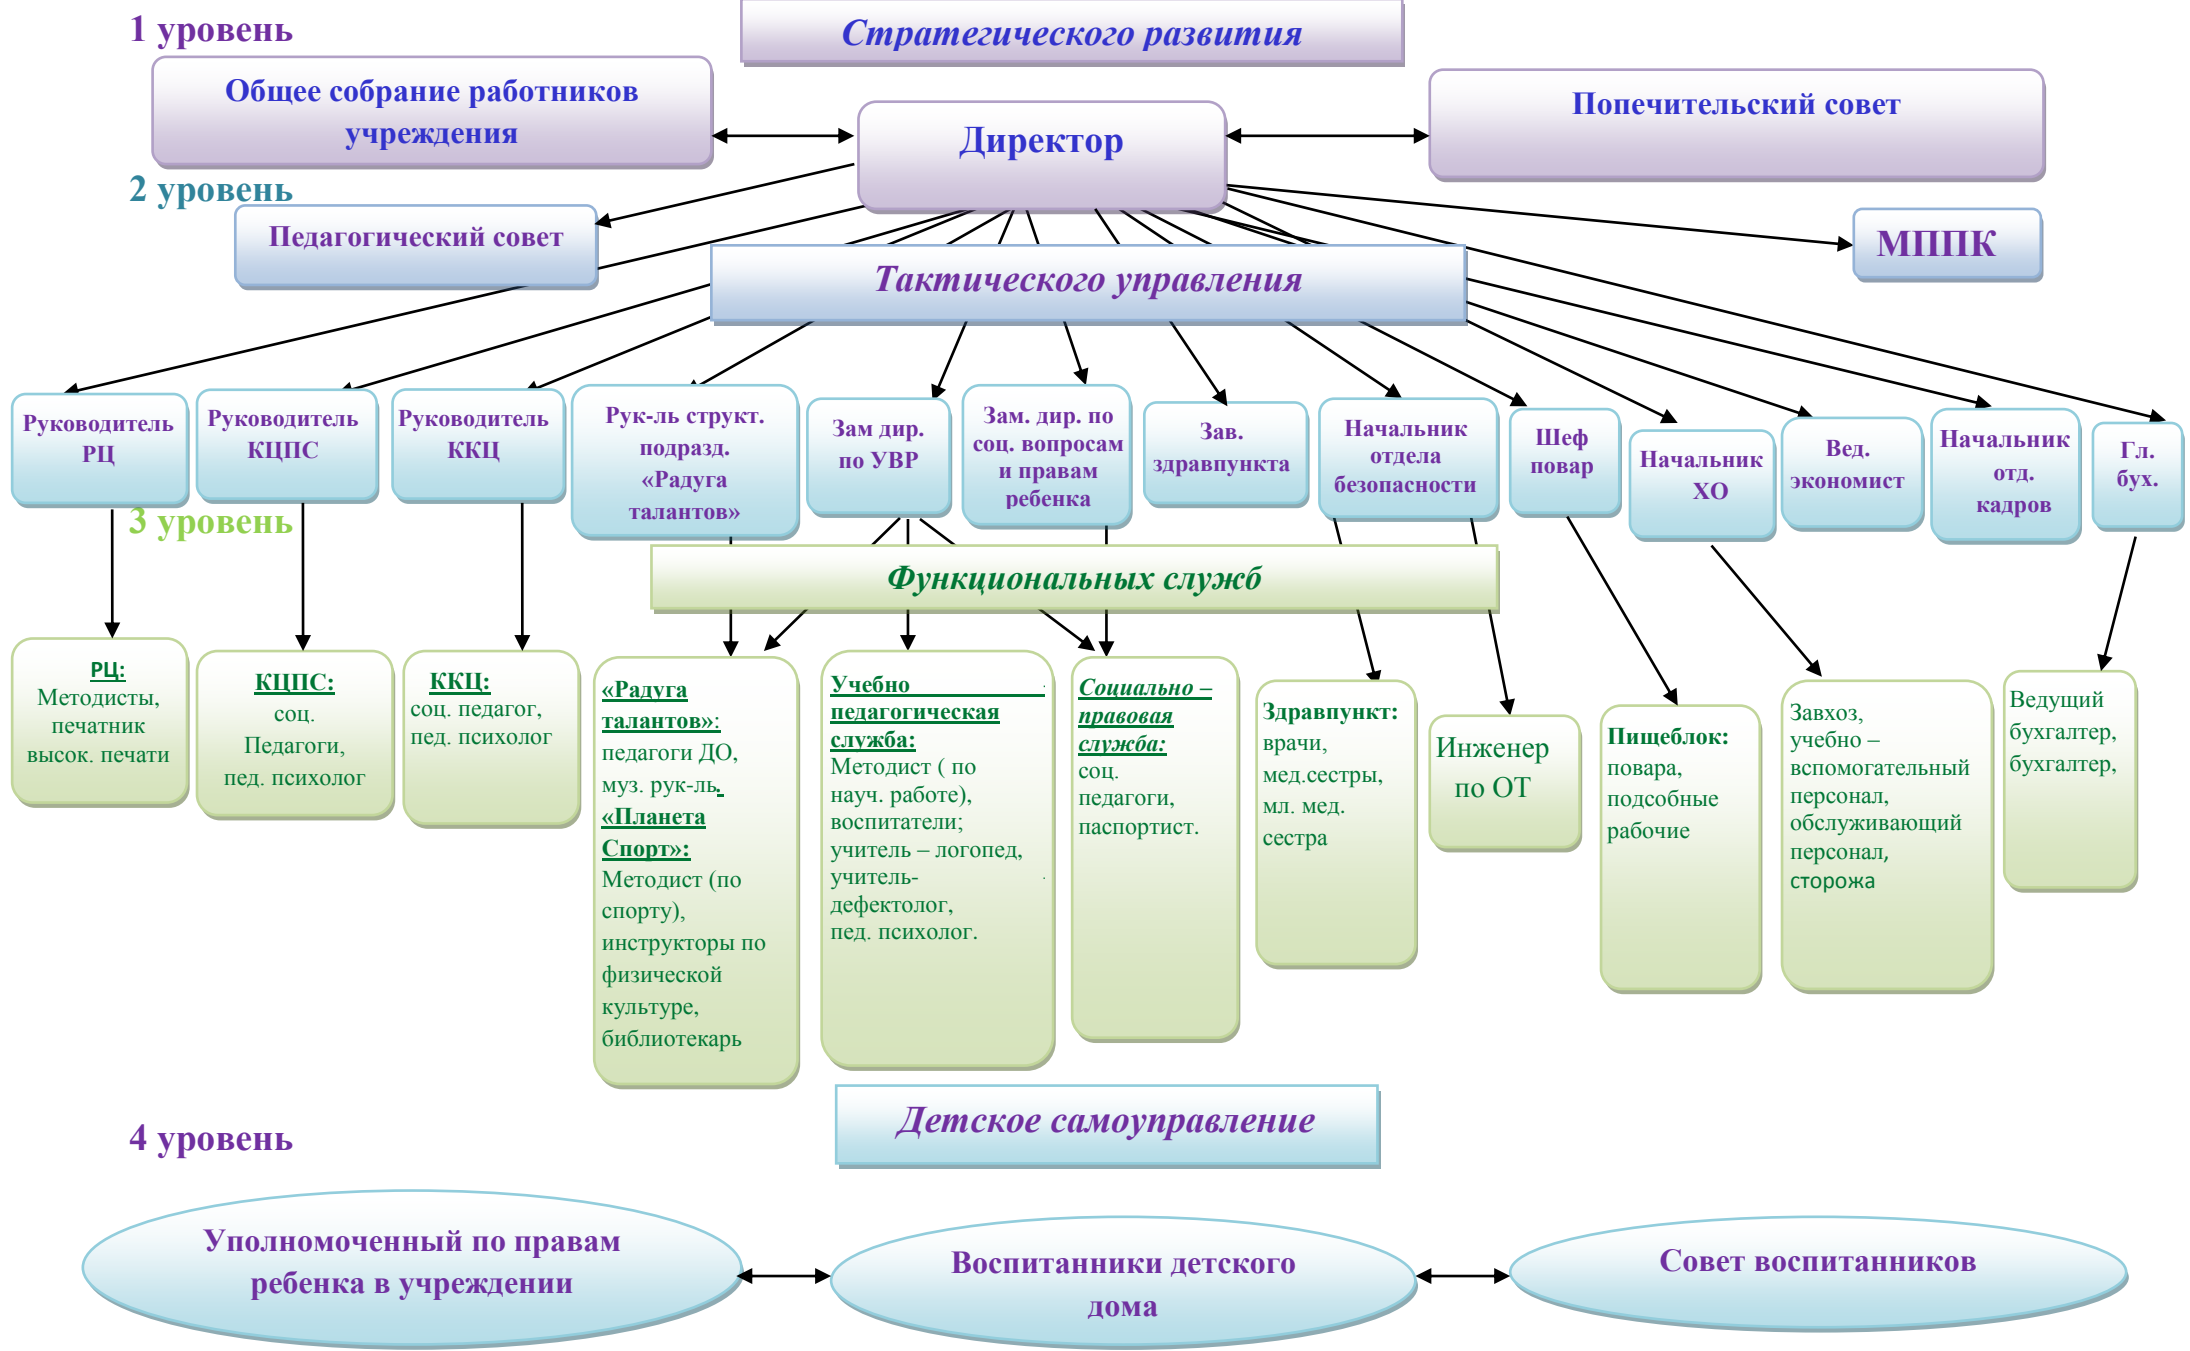 1 уровень
Стратегического развития
Общее собрание работников
учреждения
Директор
Попечительский совет
2 уровень
Педагогический совет
МППК
Тактического управления
Руководитель
РЦ
Руководитель
КЦПС
Руководитель
ККЦ
Рук-ль структ.
подразд.
«Радуга
талантов»
Зам дир.
по УВР
Зам. дир. по
соц. вопросам
и правам
ребенка
Зав.
здравпункта
Начальник
отдела
безопасности
Шеф
повар
Начальник
ХО
Вед.
экономист
Начальник
отд.
кадров
Гл.
бух.
3 уровень
Функциональных служб
РЦ:
Методисты,
печатник
высок. печати
КЦПС:
соц.
Педагоги,
пед. психолог
ККЦ:
соц. педагог,
пед. психолог
«Радуга
талантов»:
педагоги ДО,
муз. рук-ль.
«Планета
Спорт»:
Методист (по
спорту),
инструкторы по
физической
культуре,
библиотекарь
Учебно -
педагогическая
служба:
Методист ( по
науч. работе),
воспитатели;
учитель – логопед,
учитель- -
дефектолог,
пед. психолог.
Социально –
правовая
служба:
соц.
педагоги,
паспортист.
Здравпункт:
врачи,
мед.сестры,
мл. мед.
сестра
Инженер
по ОТ
Пищеблок:
повара,
подсобные
рабочие
Завхоз,
учебно –
вспомогательный
персонал,
обслуживающий
персонал,
сторожа
Ведущий
бухгалтер,
бухгалтер,
Детское самоуправление
4 уровень
Уполномоченный по правам
ребенка в учреждении
Воспитанники детского
дома
Совет воспитанников